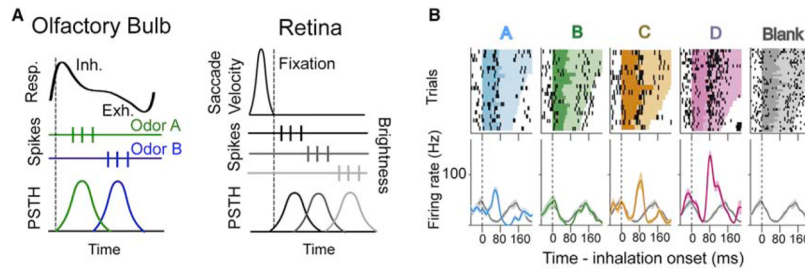 A
Olfactory Bulb
Resp.
Inh.
Exh.
Spikes
Odor A
Odor B
PSTH
Time
Retina
Saccade
Velocity
Fixation
Spikes
Brightness
PSTH
Time
B
A B C D Blank
Trials
Firing rate (Hz)
100
0 80 160 0 80 160 0 80 160 0 80 160 0 80 160
Time - inhalation onset (ms)